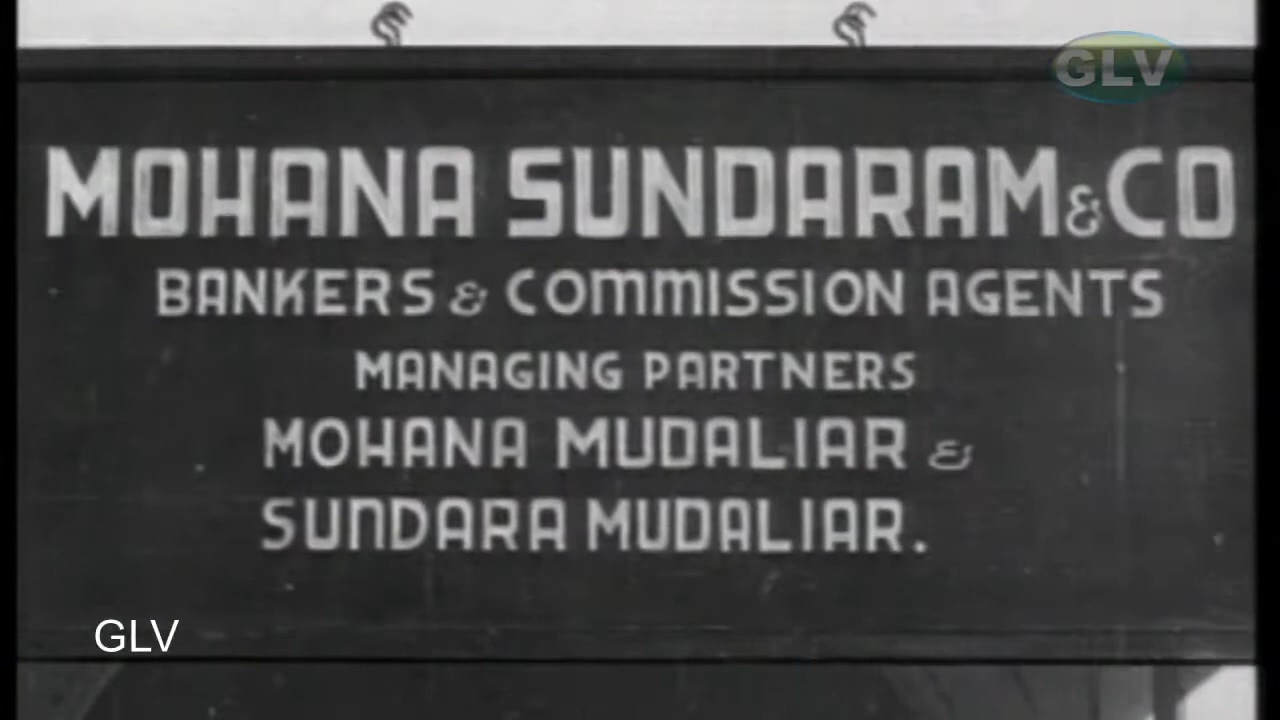 GLV
MOHANA SUNDARAM & CO
BANKERS & COMMISSION AGENTS
MANAGING PARTNERS
MOHANA MUDALIAR &
SUNDARA MUDALIAR.
GLV